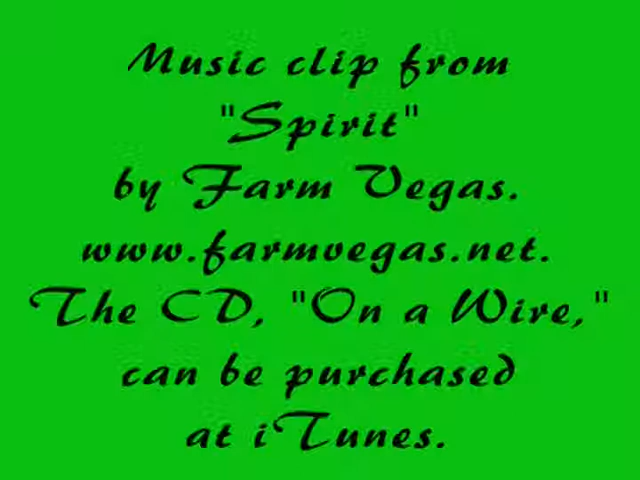 Music clip from
"Spirit"
by Farm Vegas.
www.farmvegas.net.
The CD, "On a Wire,"
can be purchased
at iTunes.